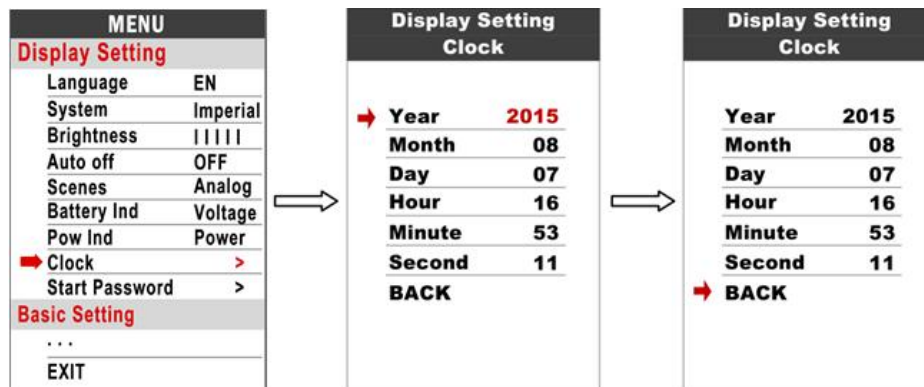 MENU
Display Setting
Language EN
System Imperial
Brightness | | | | |
Auto off OFF
Scenes Analog
Battery Ind Voltage
Pow Ind Power
Clock >
Start Password >
Basic Setting
...
EXIT
Display Setting
Clock
Year 2015
Month 08
Day 07
Hour 16
Minute 53
Second 11
BACK
Display Setting
Clock
Year 2015
Month 08
Day 07
Hour 16
Minute 53
Second 11
BACK